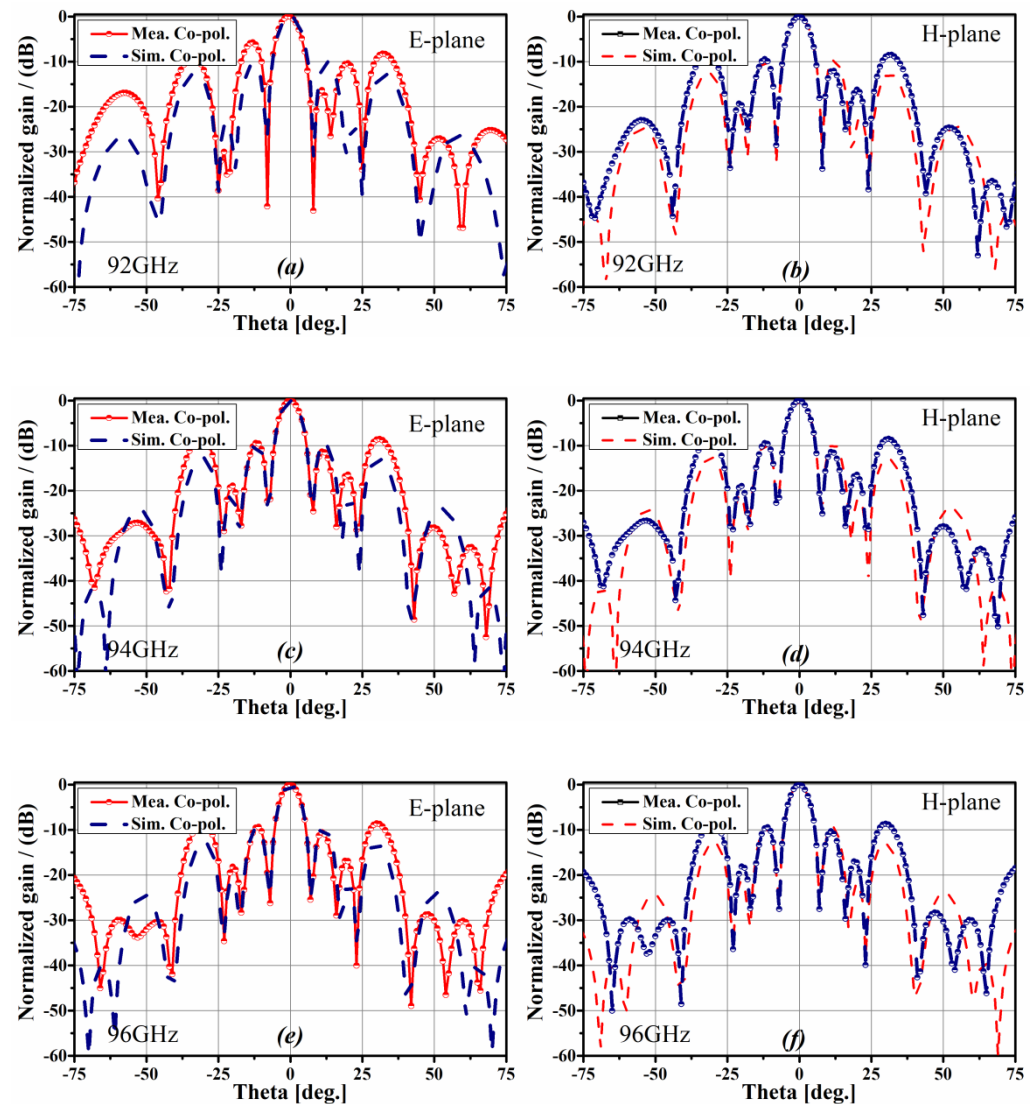 Normalized gain / (dB)
0
-10
-20
-30
-40
-50
-60
Mea. Co-pol.
Sim. Co-pol.
E-plane
92GHz
(a)
-75 -50 -25 0 25 50 75
Theta [deg.]
Normalized gain / (dB)
0
-10
-20
-30
-40
-50
-60
Mea. Co-pol.
Sim. Co-pol.
H-plane
92GHz
(b)
-75 -50 -25 0 25 50 75
Theta [deg.]
Normalized gain / (dB)
0
-10
-20
-30
-40
-50
-60
Mea. Co-pol.
Sim. Co-pol.
E-plane
94GHz
(c)
-75 -50 -25 0 25 50 75
Theta [deg.]
Normalized gain / (dB)
0
-10
-20
-30
-40
-50
-60
Mea. Co-pol.
Sim. Co-pol.
H-plane
94GHz
(d)
-75 -50 -25 0 25 50 75
Theta [deg.]
Normalized gain / (dB)
0
-10
-20
-30
-40
-50
-60
Mea. Co-pol.
Sim. Co-pol.
E-plane
96GHz
(e)
-75 -50 -25 0 25 50 75
Theta [deg.]
Normalized gain / (dB)
0
-10
-20
-30
-40
-50
-60
Mea. Co-pol.
Sim. Co-pol.
H-plane
96GHz
(f)
-75 -50 -25 0 25 50 75
Theta [deg.]